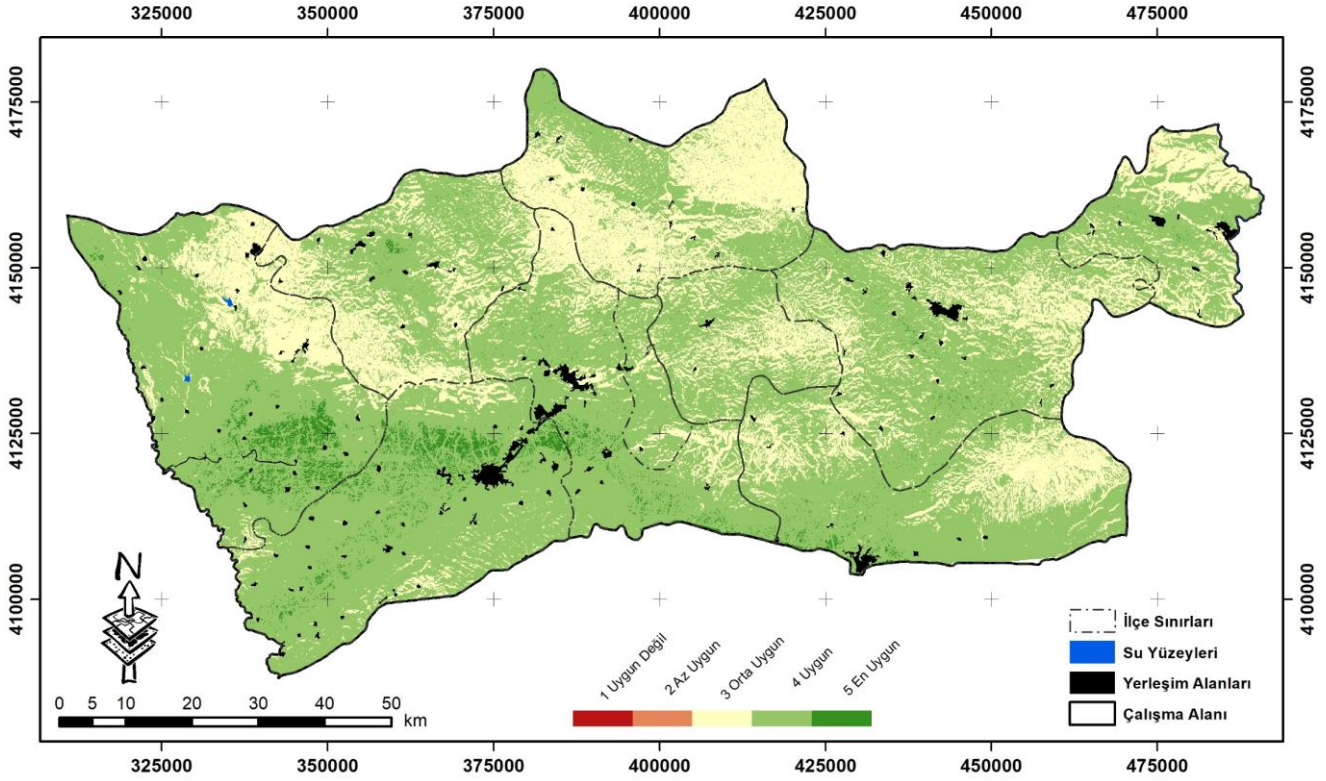 325000 350000 375000 400000 425000 450000 475000
4175000 4175000
4150000 4150000
4125000 4125000
4100000 4100000
N
İlçe Sınırları
Su Yüzeyleri
Yerleşim Alanları
Çalışma Alanı
1 Uygun Değil
2 Az Uygun
3 Orta Uygun
4 Uygun
5 En Uygun
0 5 10 20 30 40 50
km
325000 350000 375000 400000 425000 450000 475000